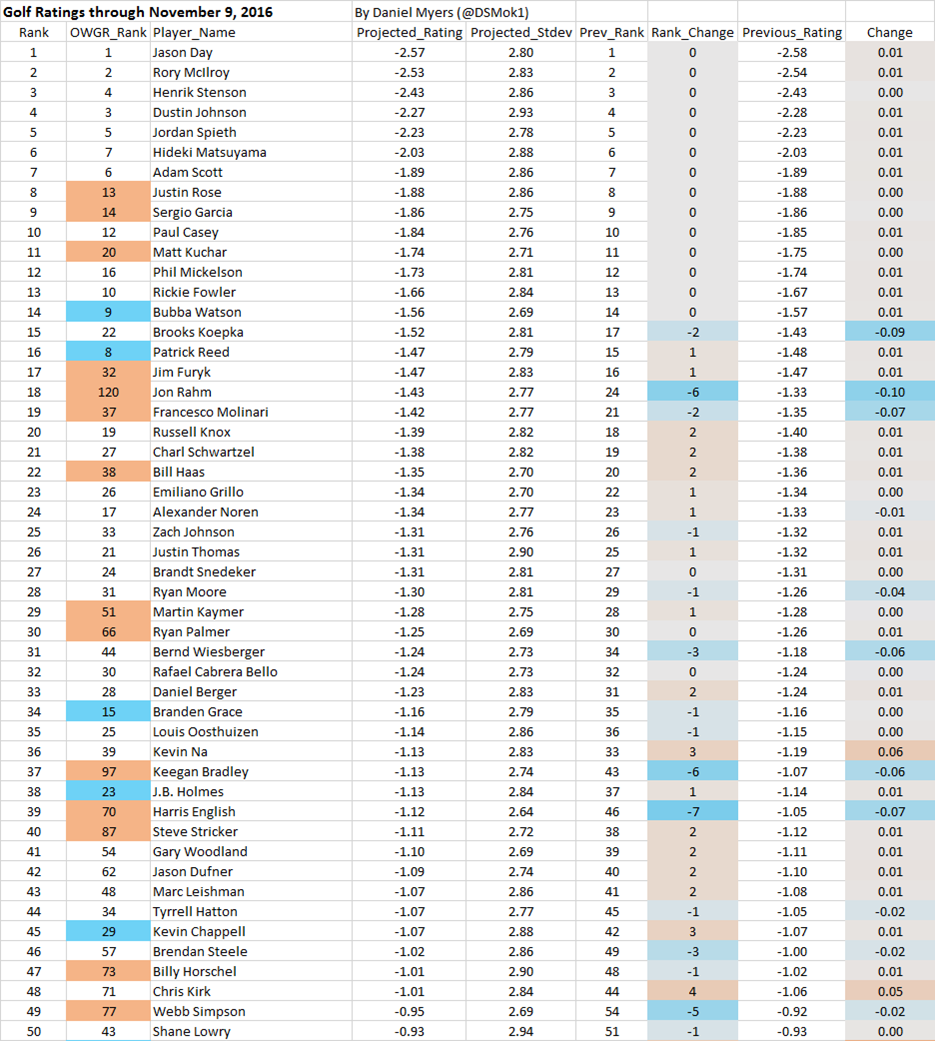 Golf Ratings through November 9, 2016 By Daniel Myers (@DSMok1)
Rank OWGR_Rank Player_Name Projected_Rating Projected_Stdev Prev_Rank Rank_Change Previous_Rating Change
1 1 Jason Day -2.57 2.80 1 0 -2.58 0.01
2 2 Rory McIlroy -2.53 2.83 2 0 -2.54 0.01
3 4 Henrik Stenson -2.43 2.86 3 0 -2.43 0.00
4 3 Dustin Johnson -2.27 2.93 4 0 -2.28 0.01
5 5 Jordan Spieth -2.23 2.78 5 0 -2.23 0.01
6 7 Hideki Matsuyama -2.03 2.88 6 0 -2.03 0.01
7 6 Adam Scott -1.89 2.86 7 0 -1.89 0.01
8 13 Justin Rose -1.88 2.86 8 0 -1.88 0.00
9 14 Sergio Garcia -1.86 2.75 9 0 -1.86 0.00
10 12 Paul Casey -1.84 2.76 10 0 -1.85 0.01
11 20 Matt Kuchar -1.74 2.71 11 0 -1.75 0.00
12 16 Phil Mickelson -1.73 2.81 12 0 -1.74 0.01
13 10 Rickie Fowler -1.66 2.84 13 0 -1.67 0.01
14 9 Bubba Watson -1.56 2.69 14 0 -1.57 0.01
15 22 Brooks Koepka -1.52 2.81 17 -2 -1.43 -0.09
16 8 Patrick Reed -1.47 2.79 15 1 -1.48 0.01
17 32 Jim Furyk -1.47 2.83 16 1 -1.47 0.01
18 120 Jon Rahm -1.43 2.77 24 -6 -1.33 -0.10
19 37 Francesco Molinari -1.42 2.77 21 -2 -1.35 -0.07
20 19 Russell Knox -1.39 2.82 18 2 -1.40 0.01
21 27 Charl Schwartzel -1.38 2.82 19 2 -1.38 0.01
22 38 Bill Haas -1.35 2.70 20 2 -1.36 0.01
23 26 Emiliano Grillo -1.34 2.70 22 1 -1.34 0.00
24 17 Alexander Noren -1.34 2.77 23 1 -1.33 -0.01
25 33 Zach Johnson -1.31 2.76 26 -1 -1.32 0.01
26 21 Justin Thomas -1.31 2.90 25 1 -1.32 0.01
27 24 Brandt Snedeker -1.31 2.81 27 0 -1.31 0.00
28 31 Ryan Moore -1.30 2.81 29 -1 -1.26 -0.04
29 51 Martin Kaymer -1.28 2.75 28 1 -1.28 0.00
30 66 Ryan Palmer -1.25 2.69 30 0 -1.26 0.01
31 44 Bernd Wiesberger -1.24 2.73 34 -3 -1.18 -0.06
32 30 Rafael Cabrera Bello -1.24 2.73 32 0 -1.24 0.00
33 28 Daniel Berger -1.23 2.83 31 2 -1.24 0.01
34 15 Branden Grace -1.16 2.79 35 -1 -1.16 0.00
35 25 Louis Oosthuizen -1.14 2.86 36 -1 -1.15 0.00
36 39 Kevin Na -1.13 2.83 33 3 -1.19 0.06
37 97 Keegan Bradley -1.13 2.74 43 -6 -1.07 -0.06
38 23 J.B. Holmes -1.13 2.84 37 1 -1.14 0.01
39 70 Harris English -1.12 2.64 46 -7 -1.05 -0.07
40 87 Steve Stricker -1.11 2.72 38 2 -1.12 0.01
41 54 Gary Woodland -1.10 2.69 39 2 -1.11 0.01
42 62 Jason Dufner -1.09 2.74 40 2 -1.10 0.01
43 48 Marc Leishman -1.07 2.86 41 2 -1.08 0.01
44 34 Tyrrell Hatton -1.07 2.77 45 -1 -1.05 -0.02
45 29 Kevin Chappell -1.07 2.88 42 3 -1.07 0.01
46 57 Brendan Steele -1.02 2.86 49 -3 -1.00 -0.02
47 73 Billy Horschel -1.01 2.90 48 -1 -1.02 0.01
48 71 Chris Kirk -1.01 2.84 44 4 -1.06 0.05
49 77 Webb Simpson -0.95 2.69 54 -5 -0.92 -0.02
50 43 Shane Lowry -0.93 2.94 51 -1 -0.93 0.00